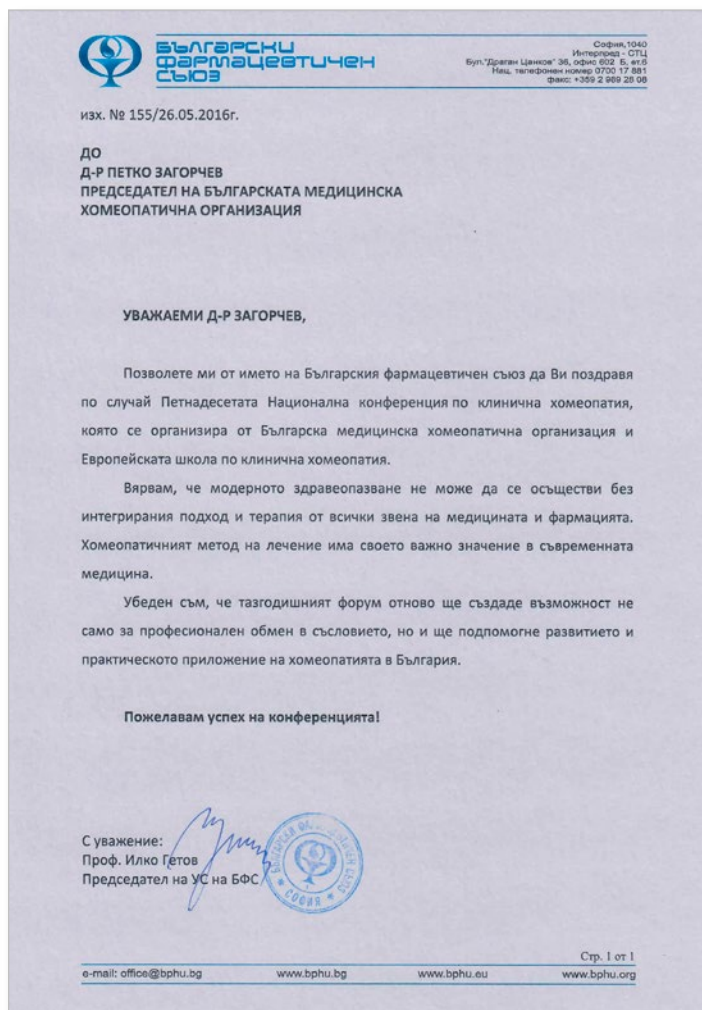 Български
фармацевтичен
съюз
София,1040
Интерпред - СТЦ
Бул."Драган Цанков" 36, офис 602 Б, ет.6
Нац. телефонен номер 0700 17 881
факс: +359 2 989 25 08
изх. № 155/26.05.2016г.
ДО
Д-Р ПЕТКО ЗАГОРЧЕВ
ПРЕДСЕДАТЕЛ НА БЪЛГАРСКАТА МЕДИЦИНСКА
ХОМЕОПАТИЧНА ОРГАНИЗАЦИЯ
УВАЖАЕМИ Д-Р ЗАГОРЧЕВ,
Позволете ми от името на Българския фармацевтичен съюз да Ви поздравя
по случай Петнадесетата Национална конференция по клинична хомеопатия,
която се организира от Българска медицинска хомеопатична организация и
Европейската школа по клинична хомеопатия.
Вярвам, че модерното здравеопазване не може да се осъществи без
интегрирания подход и терапия от всички звена на медицината и фармацията.
Хомеопатичният метод на лечение има своето важно значение в съвременната
медицина.
Убеден съм, че тазгодишният форум отново ще създаде възможност не
само за професионален обмен в съсловието, но и ще подпомогне развитието и
практическото приложение на хомеопатията в България.
Пожелавам успех на конференцията!
С уважение:
Проф. Илко Гетов
Председател на УС на БФС
БЪЛГАРСКИ ФАРМАЦЕВТИЧЕН СЪЮЗ
СОФИЯ
Стр. 1 от 1
e-mail: office@bphu.bg www.bphu.bg www.bphu.eu www.bphu.org